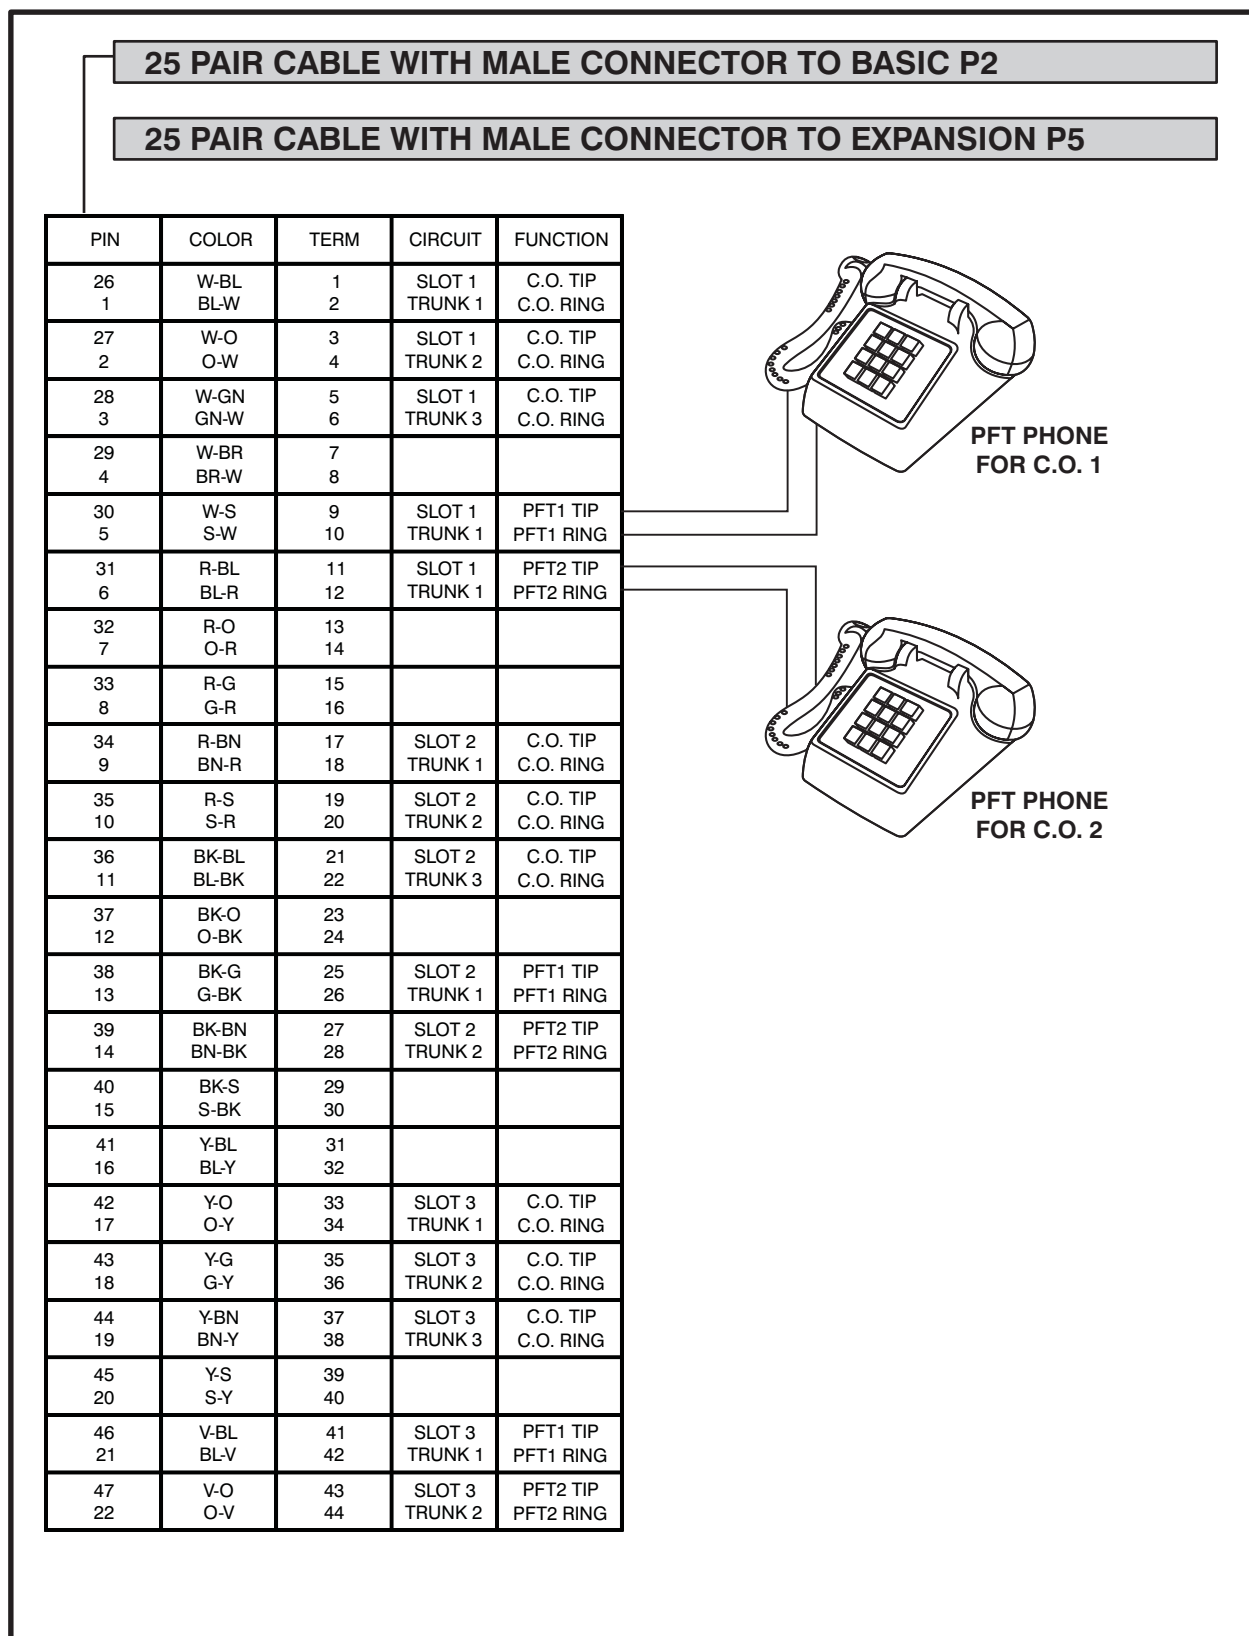 25 PAIR CABLE WITH MALE CONNECTOR TO BASIC P2
25 PAIR CABLE WITH MALE CONNECTOR TO EXPANSION P5
PIN COLOR TERM CIRCUIT FUNCTION
26 W-BL 1 SLOT 1 C.O. TIP
1 BL-W 2 TRUNK 1 C.O. RING
27 W-O 3 SLOT 1 C.O. TIP
2 O-W 4 TRUNK 2 C.O. RING
28 W-GN 5 SLOT 1 C.O. TIP
3 GN-W 6 TRUNK 3 C.O. RING
29 W-BR 7
4 BR-W 8
30 W-S 9 SLOT 1 PFT1 TIP
5 S-W 10 TRUNK 1 PFT1 RING
31 R-BL 11 SLOT 1 PFT2 TIP
6 BL-R 12 TRUNK 1 PFT2 RING
32 R-O 13
7 O-R 14
33 R-G 15
8 G-R 16
34 R-BN 17 SLOT 2 C.O. TIP
9 BN-R 18 TRUNK 1 C.O. RING
35 R-S 19 SLOT 2 C.O. TIP
10 S-R 20 TRUNK 2 C.O. RING
36 BK-BL 21 SLOT 2 C.O. TIP
11 BL-BK 22 TRUNK 3 C.O. RING
37 BK-O 23
12 O-BK 24
38 BK-G 25 SLOT 2 PFT1 TIP
13 G-BK 26 TRUNK 1 PFT1 RING
39 BK-BN 27 SLOT 2 PFT2 TIP
14 BN-BK 28 TRUNK 2 PFT2 RING
40 BK-S 29
15 S-BK 30
41 Y-BL 31
16 BL-Y 32
42 Y-O 33 SLOT 3 C.O. TIP
17 O-Y 34 TRUNK 1 C.O. RING
43 Y-G 35 SLOT 3 C.O. TIP
18 G-Y 36 TRUNK 2 C.O. RING
44 Y-BN 37 SLOT 3 C.O. TIP
19 BN-Y 38 TRUNK 3 C.O. RING
45 Y-S 39
20 S-Y 40
46 V-BL 41 SLOT 3 PFT1 TIP
21 BL-V 42 TRUNK 1 PFT1 RING
47 V-O 43 SLOT 3 PFT2 TIP
22 O-V 44 TRUNK 2 PFT2 RING
PFT PHONE
FOR C.O. 1
PFT PHONE
FOR C.O. 2